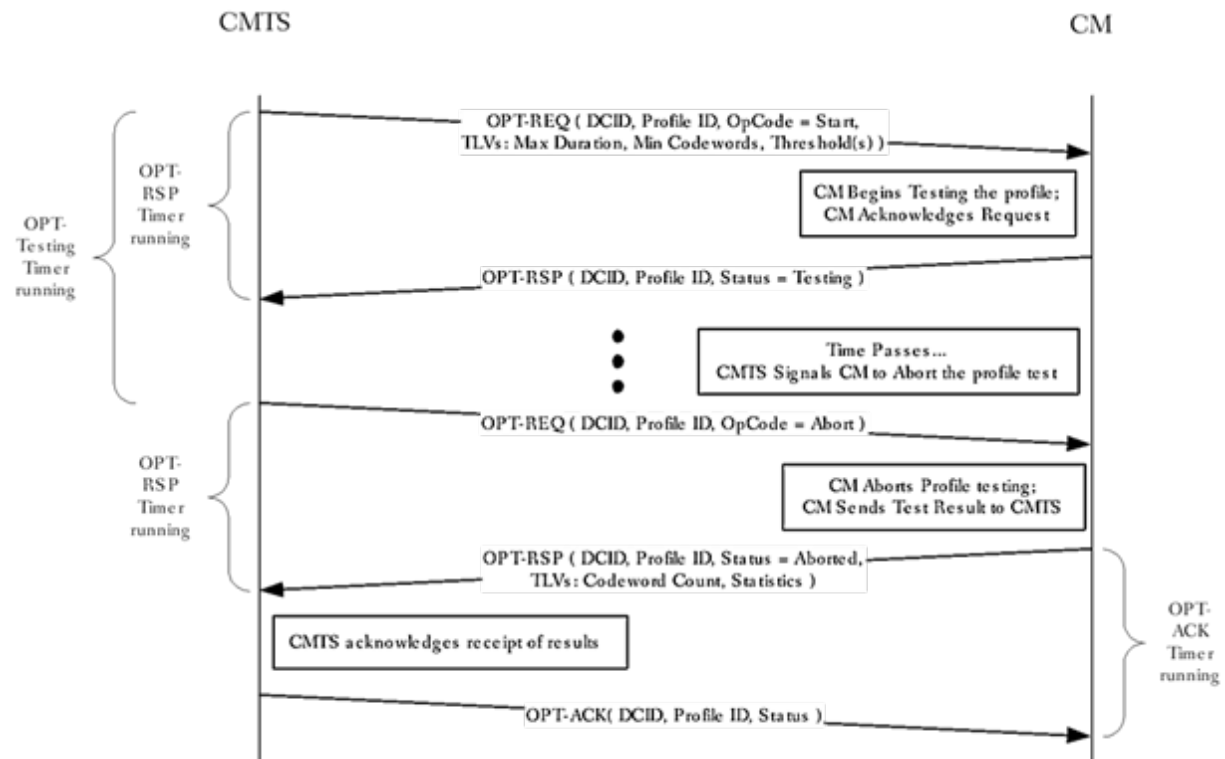 CMTS
CM
OPT-REQ ( DCID, Profile ID, OpCode = Start,
TLVs: Max Duration, Min Codewords, Threshold(s) )
OPT-
RSP
Timer
running
OPT-
Testing
Timer
running
CM Begins Testing the profile;
CM Acknowledges Request
OPT-RSP ( DCID, Profile ID, Status = Testing )
Time Passes...
CMTS Signals CM to Abort the profile test
OPT-REQ ( DCID, Profile ID, OpCode = Abort )
OPT-
RSP
Timer
running
CM Aborts Profile testing;
CM Sends Test Result to CMTS
OPT-RSP ( DCID, Profile ID, Status = Aborted,
TLVs: Codeword Count, Statistics )
CMTS acknowledges receipt of results
OPT-
ACK
Timer
running
OPT-ACK( DCID, Profile ID, Status )